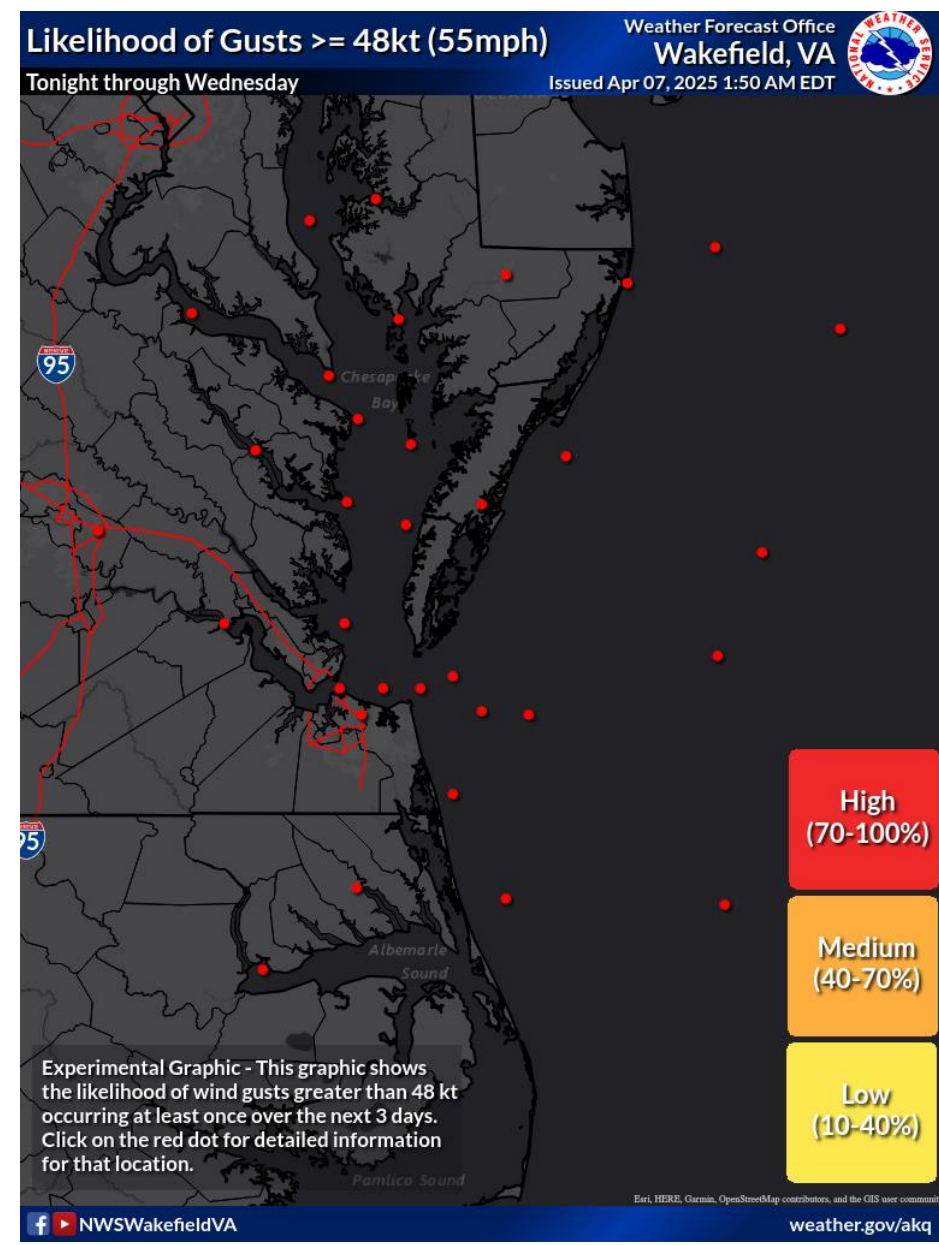 Likelihood of Gusts >= 48kt (55mph)
Tonight through Wednesday
Weather Forecast Office
Wakefield, VA
Issued Apr 07, 2025 1:50 AM EDT
NATIONAL WEATHER SERVICE
95
Chesapeake
Bay
95
High
(70-100%)
Medium
(40-70%)
Low
(10-40%)
Albemarle
Sound
Experimental Graphic - This graphic shows
the likelihood of wind gusts greater than 48 kt
occurring at least once over the next 3 days.
Click on the red dot for detailed information
for that location.
Pamlico Sound
Esri, HERE, Garmin, OpenStreetMap contributors, and the GIS user communit
NWSWakefieldVA
weather.gov/akq